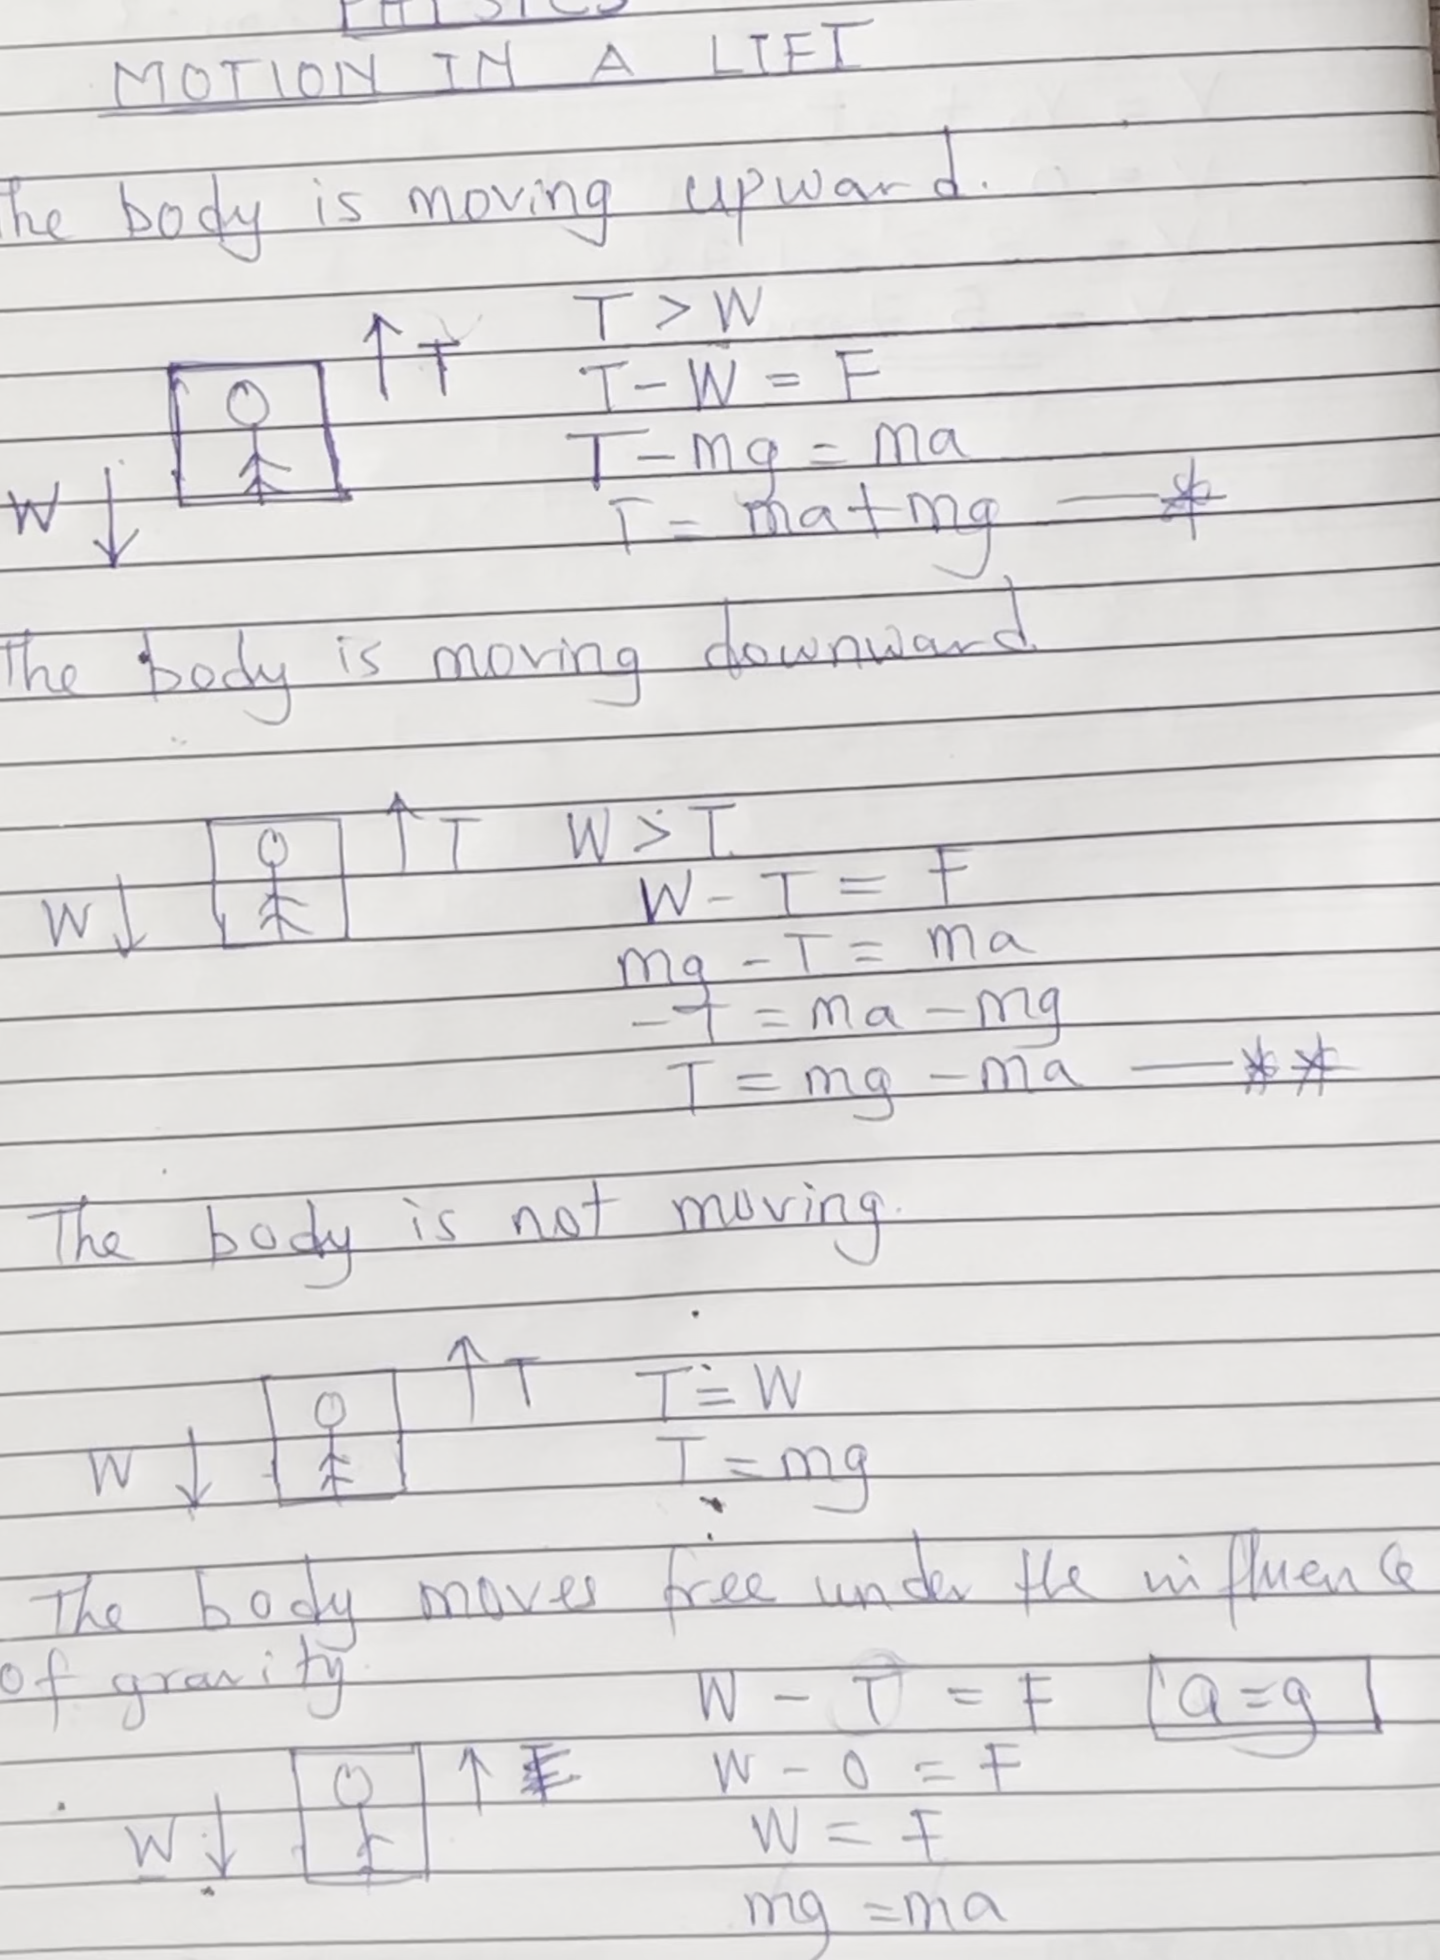 PHYSICS
MOTION IN A LIFT
The body is moving upward.
T > W
↑ T
T - W = F
T - mg = ma
W ↓
T = ma + mg —*
The body is moving downward
↑ T W > T
W ↓
W - T = F
mg - T = ma
-T = ma - mg
T = mg - ma —**
The body is not moving.
↑ T T = W
W ↓ T = mg
The body moves free under the influence
of gravity
W - T = F a = g
↑ W - 0 = F
W ↓ W = F
mg = ma